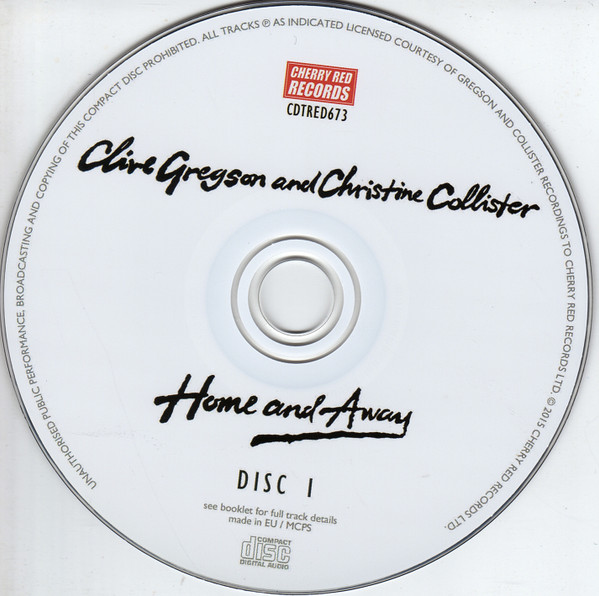 UNAUTHORISED PUBLIC PERFORMANCE, BROADCASTING AND COPYING OF THIS COMPACT DISC PROHIBITED. ALL TRACKS ℗ AS INDICATED LICENSED COURTESY OF GREGSON AND COLLISTER RECORDINGS TO CHERRY RED RECORDS LTD. © 2015 CHERRY RED RECORDS LTD.
CHERRY RED
RECORDS
CDTRED673
Clive Gregson and Christine Collister
Home and Away
DISC 1
see booklet for full track details
made in EU / MCPS
COMPACT
disc
DIGITAL AUDIO